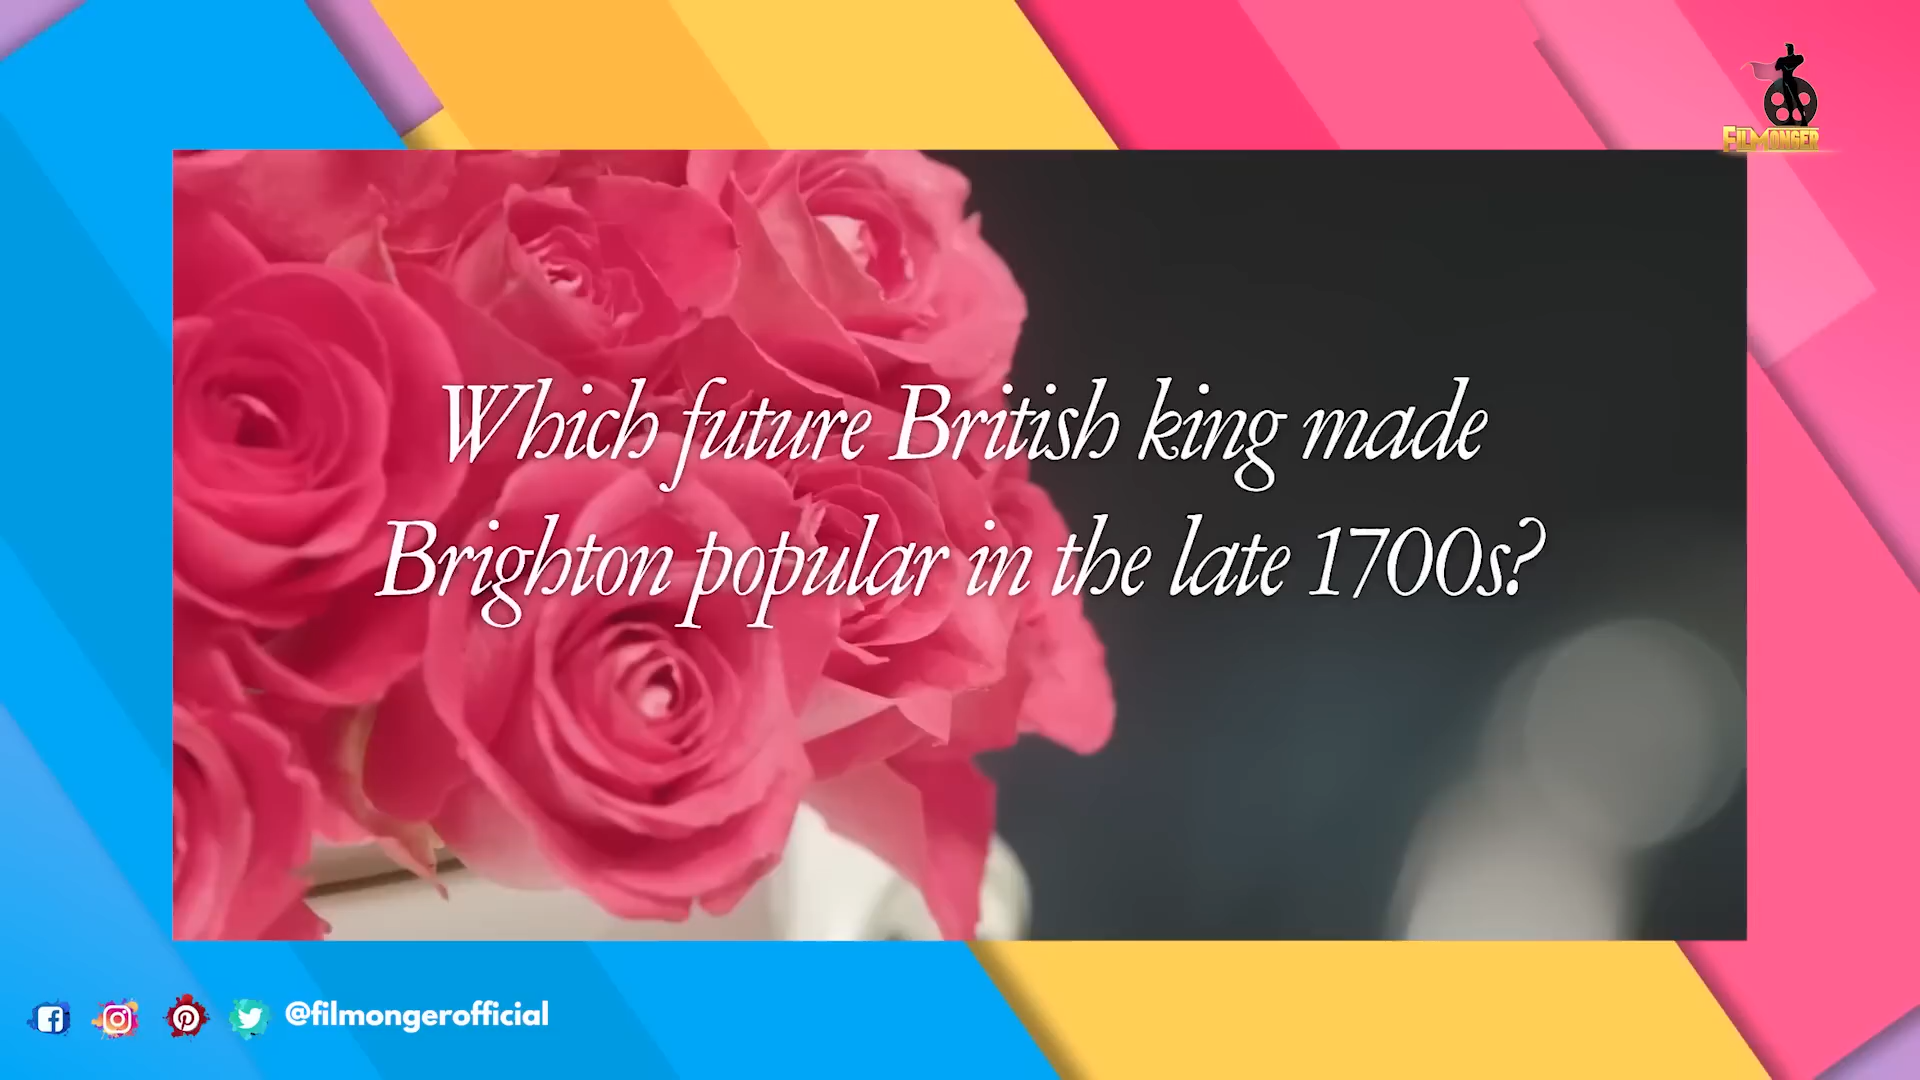 FILMONGER
Which future British king made
Brighton popular in the late 1700s?
@filmongerofficial